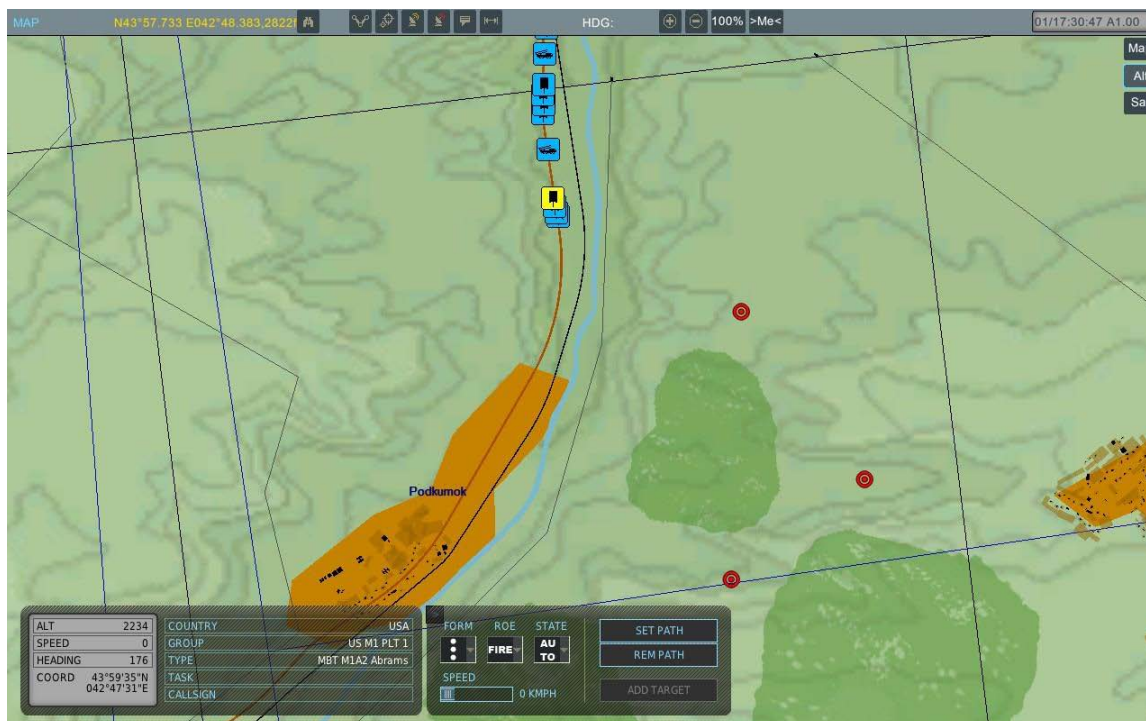 MAP N43°57.733 E042°48.383,2822f HDG: 100% >Me< 01/17:30:47 A1.00
Ma
Alt
Sa
Podkumok
ALT 2234
SPEED 0
HEADING 176
COORD 43°59'35"N
042°47'31"E
COUNTRY USA
GROUP US M1 PLT 1
TYPE MBT M1A2 Abrams
TASK
CALLSIGN
FORM ROE STATE
FIRE AU
TO
SPEED
0 KMPH
SET PATH
REM PATH
ADD TARGET